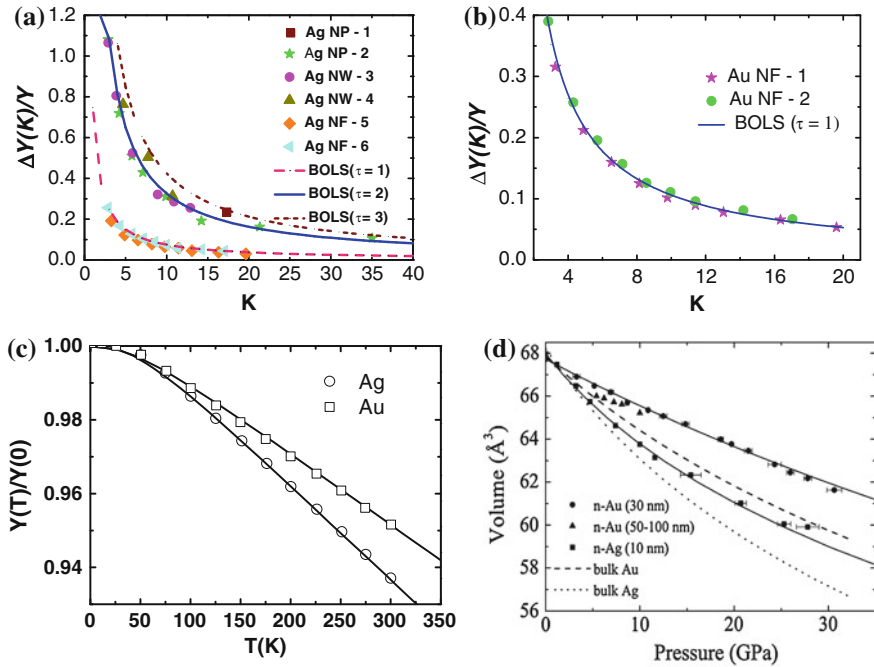 (a)
1.2
1.0
0.8
0.6
0.4
0.2
0.0
ΔY(K)/Y
Ag NP - 1
Ag NP - 2
Ag NW - 3
Ag NW - 4
Ag NF - 5
Ag NF - 6
BOLS(τ = 1)
BOLS(τ = 2)
BOLS(τ = 3)
0 5 10 15 20 25 30 35 40
K
(b)
0.4
0.3
0.2
0.1
0.0
ΔY(K)/Y
Au NF - 1
Au NF - 2
BOLS (τ = 1)
4 8 12 16 20
K
(c)
1.00
0.98
0.96
0.94
Y(T)/Y(0)
Ag
Au
0 50 100 150 200 250 300 350
T(K)
(d)
68
66
64
62
60
58
56
Volume (Å³)
n-Au (30 nm)
n-Au (50-100 nm)
n-Ag (10 nm)
bulk Au
bulk Ag
0 10 20 30
Pressure (GPa)